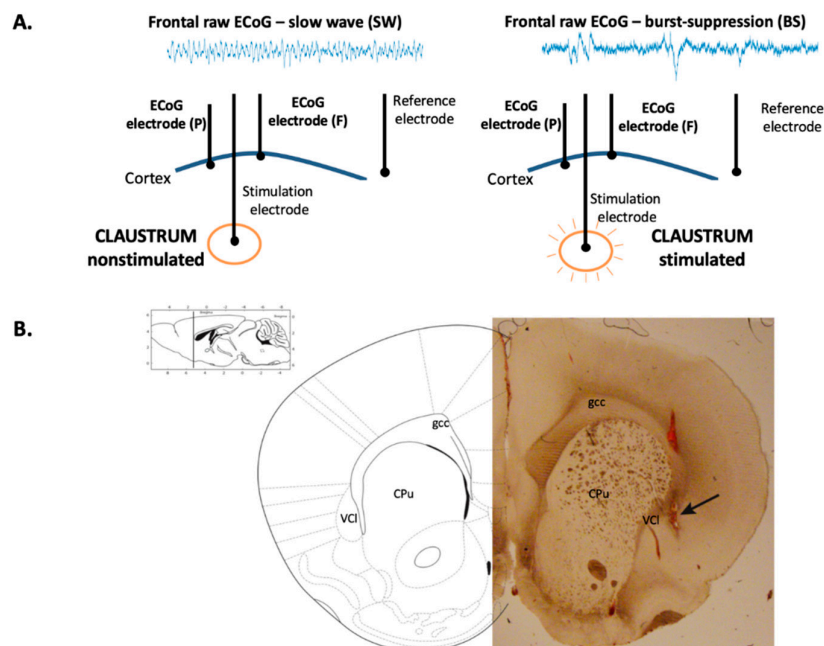 A.
Frontal raw ECoG – slow wave (SW)
Frontal raw ECoG – burst-suppression (BS)
ECoG
electrode (P)
ECoG
electrode (F)
Reference
electrode
Cortex
Stimulation
electrode
CLAUSTRUM
nonstimulated
ECoG
electrode (P)
ECoG
electrode (F)
Reference
electrode
Cortex
Stimulation
electrode
CLAUSTRUM
stimulated
B.
gcc
CPu
VCl
gcc
CPu
VCl